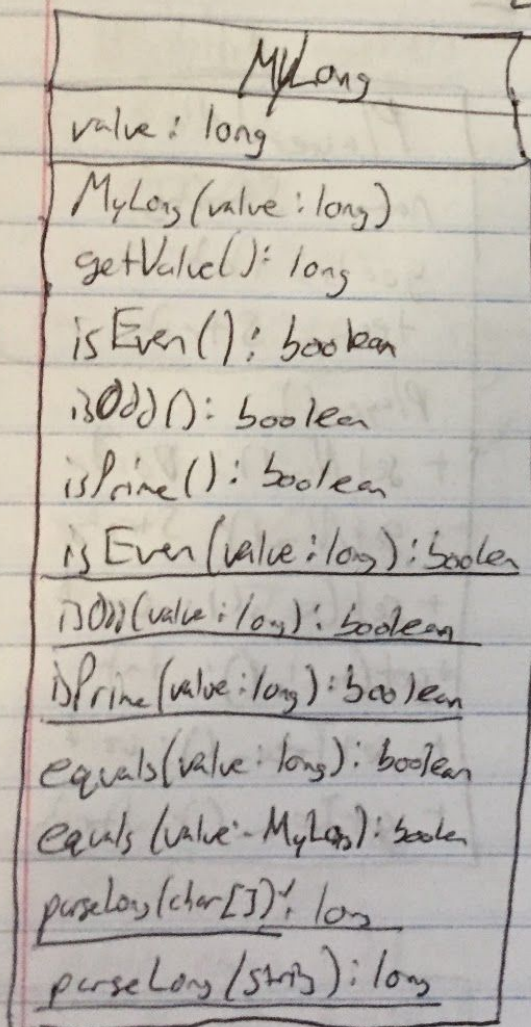 MyLong
value: long
MyLong(value: long)
getValue(): long
isEven(): boolean
isOdd(): boolean
isPrime(): boolean
isEven(value: long): boolen
isOdd(value: long): boolean
isPrime(value: long): boolean
equals(value: long): boolean
equals(value: MyLong): boolen
parseLong(char[]): long
parseLong(String): long